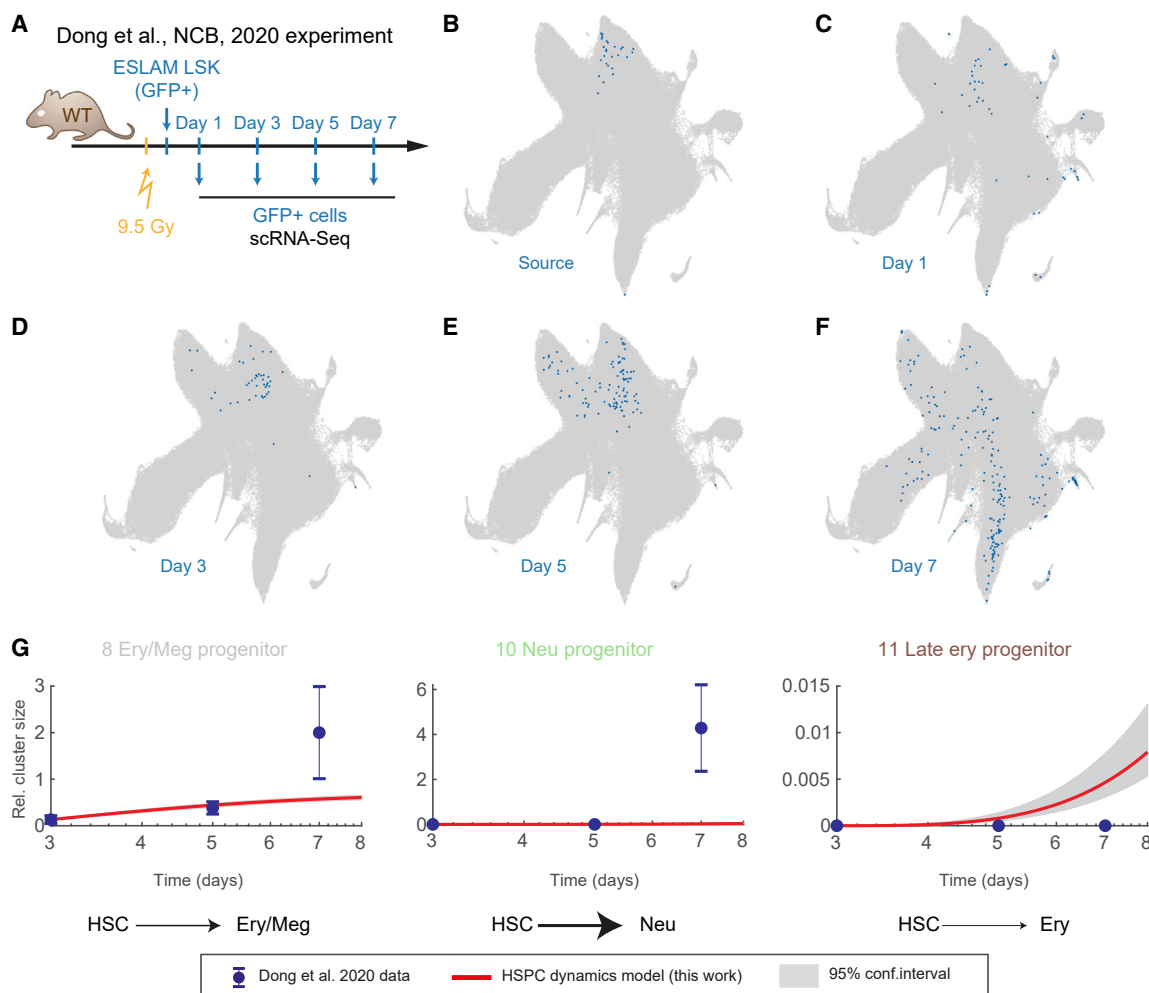 A
Dong et al., NCB, 2020 experiment
ESLAM LSK
(GFP+)
WT
Day 1 Day 3 Day 5 Day 7
9.5 Gy
GFP+ cells
scRNA-Seq
B
Source
C
Day 1
D
Day 3
E
Day 5
F
Day 7
G
8 Ery/Meg progenitor
Rel. cluster size
3
2
1
0
3 4 5 6 7 8
Time (days)
HSC Ery/Meg
10 Neu progenitor
6
4
2
0
3 4 5 6 7 8
Time (days)
HSC Neu
11 Late ery progenitor
0.015
0.01
0.005
0
3 4 5 6 7 8
Time (days)
HSC Ery
Dong et al. 2020 data HSPC dynamics model (this work) 95% conf.interval